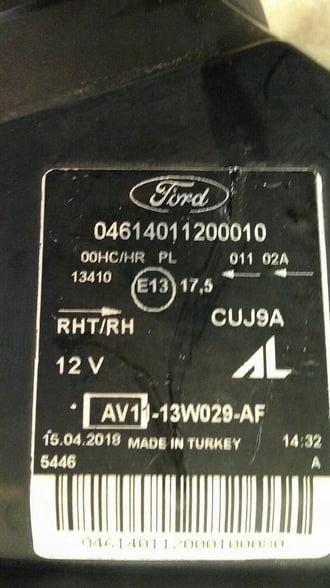 Ford
04614011200010
00HC/HR PL 011 02A
13410 E13 17,5
RHT/RH CUJ9A
12 V AL
AV11-13W029-AF
15.04.2018 MADE IN TURKEY 14:32
5446 A